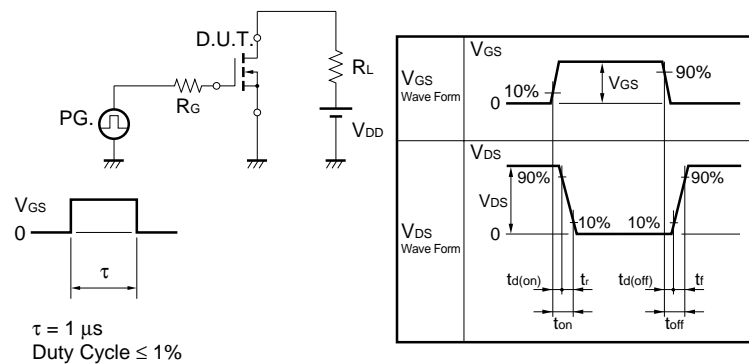 D.U.T.
RL
RG
PG.
VDD
VGS
0
τ
τ = 1 μs
Duty Cycle ≤ 1%
VGS
Wave Form
VGS
10%
VGS
90%
0
VDS
Wave Form
VDS
90%
90%
VDS
10%
10%
0
td(on)
tr
td(off)
tf
ton
toff